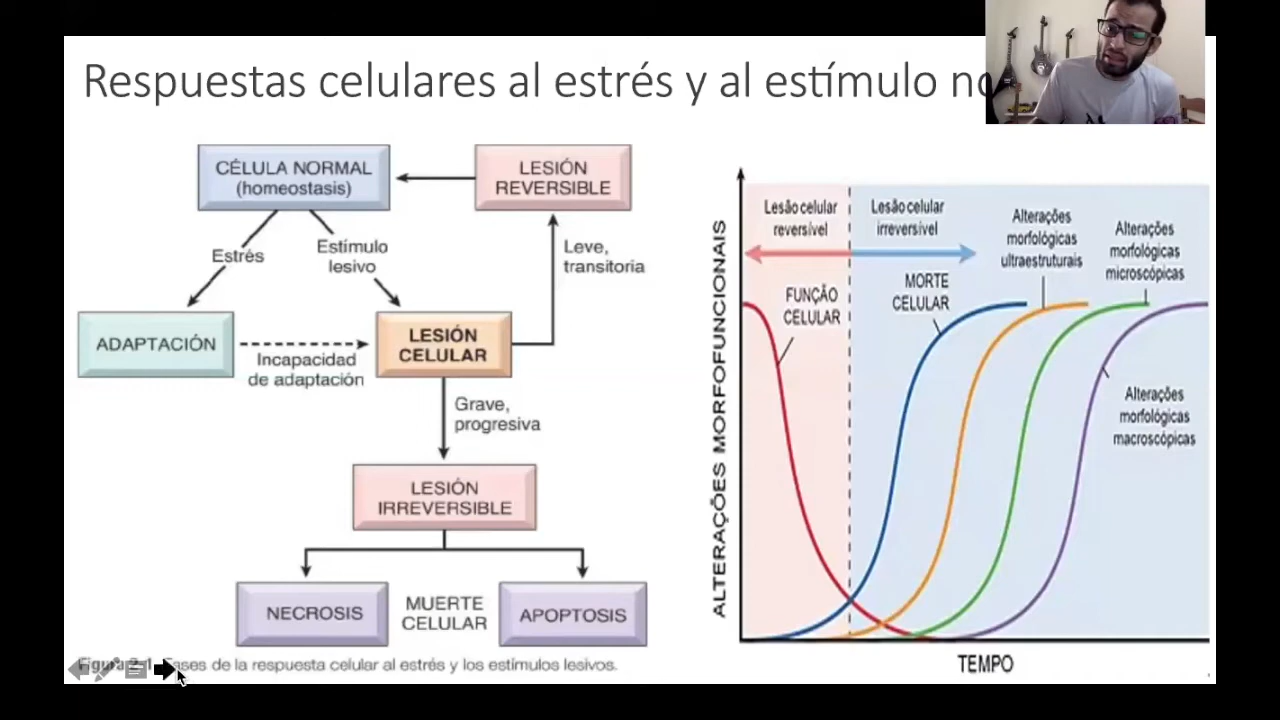 Respuestas celulares al estrés y al estímulo no
CÉLULA NORMAL
(homeostasis)
LESIÓN
REVERSIBLE
Estrés
Estímulo
lesivo
Leve,
transitoria
ADAPTACIÓN
Incapacidad
de adaptación
LESIÓN
CELULAR
Grave,
progresiva
LESIÓN
IRREVERSIBLE
NECROSIS
MUERTE
CELULAR
APOPTOSIS
Figura 2-1 Fases de la respuesta celular al estrés y los estímulos lesivos.
ALTERAÇÕES MORFOFUNCIONAIS
Lesão celular
reversível
Lesão celular
irreversível
FUNÇÃO
CELULAR
MORTE
CELULAR
Alterações
morfológicas
ultraestruturais
Alterações
morfológicas
microscópicas
Alterações
morfológicas
macroscópicas
TEMPO